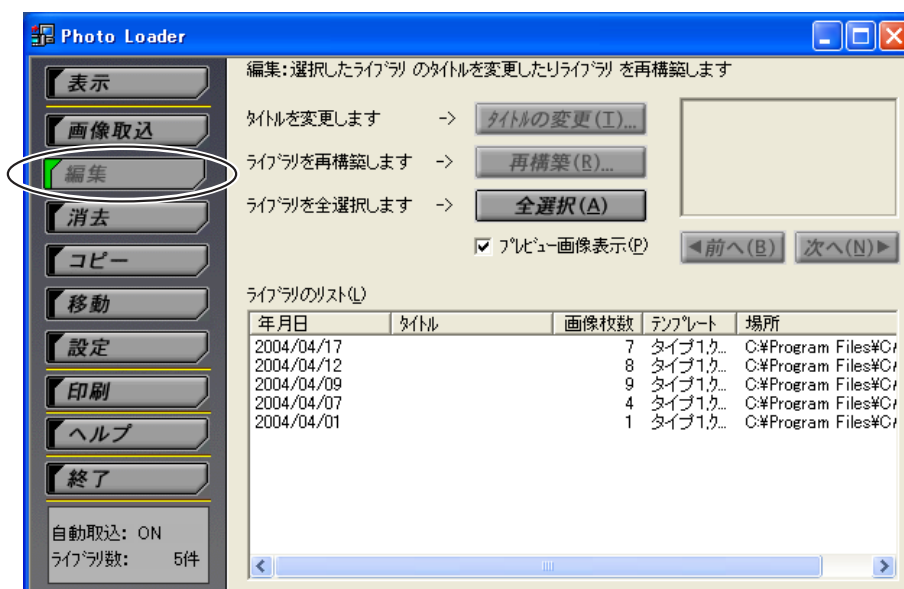 Photo Loader
表示
画像取込
編集
消去
コピー
移動
設定
印刷
ヘルプ
終了
自動取込: ON
ﾗｲﾌﾞﾗﾘ数: 5件
編集:選択したﾗｲﾌﾞﾗﾘ のﾀｲﾄﾙを変更したりﾗｲﾌﾞﾗﾘ を再構築します
ﾀｲﾄﾙを変更します -> ﾀｲﾄﾙの変更(T)...
ﾗｲﾌﾞﾗﾘを再構築します -> 再構築(R)...
ﾗｲﾌﾞﾗﾘを全選択します -> 全選択(A)
ﾌﾟﾚﾋﾞｭｰ画像表示(P) ◀前へ(B) 次へ(N)▶
ﾗｲﾌﾞﾗﾘのﾘｽﾄ(L)
年月日 ﾀｲﾄﾙ 画像枚数 ﾃﾝﾌﾟﾚｰﾄ 場所
2004/04/17 7 タイプ1,ｸ... C:¥Program Files¥CA
2004/04/12 8 タイプ1,ｸ... C:¥Program Files¥CA
2004/04/09 9 タイプ1,ｸ... C:¥Program Files¥CA
2004/04/07 4 タイプ1,ｸ... C:¥Program Files¥CA
2004/04/01 1 タイプ1,ｸ... C:¥Program Files¥CA